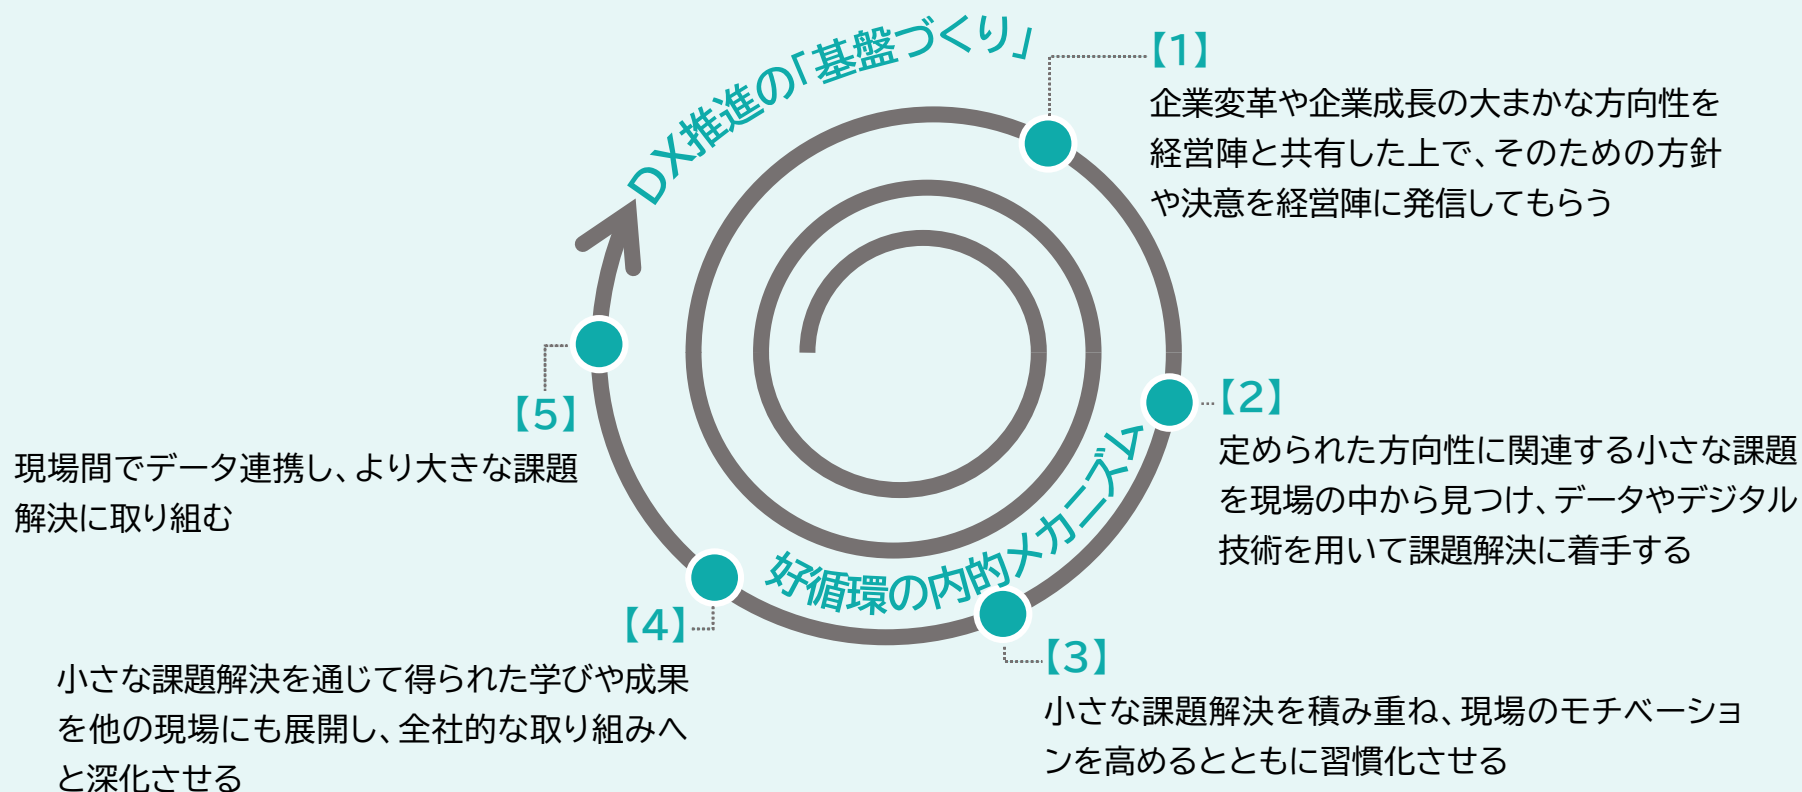 DX推進の「基盤づくり」
【1】
企業変革や企業成長の大まかな方向性を
経営陣と共有した上で、そのための方針
や決意を経営陣に発信してもらう
【2】
定められた方向性に関連する小さな課題
を現場の中から見つけ、データやデジタル
技術を用いて課題解決に着手する
好循環の内的メカニズム
【3】
小さな課題解決を積み重ね、現場のモチベーショ
ンを高めるとともに習慣化させる
【4】
小さな課題解決を通じて得られた学びや成果
を他の現場にも展開し、全社的な取り組みへ
と深化させる
【5】
現場間でデータ連携し、より大きな課題
解決に取り組む